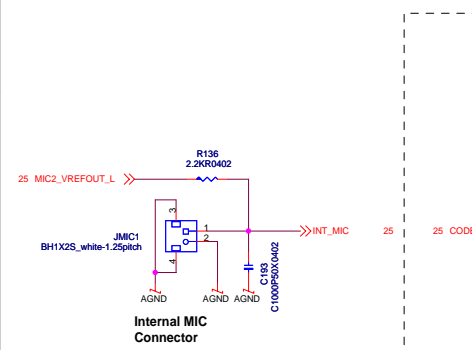 R136
2.2KR0402
25 MIC2_VREFOUT_L
3
JMIC1
BH1X2S_white-1.25pitch
1
2
4
INT_MIC 25
25 CODE
C193
C1000P50X0402
AGND AGND AGND
Internal MIC
Connector